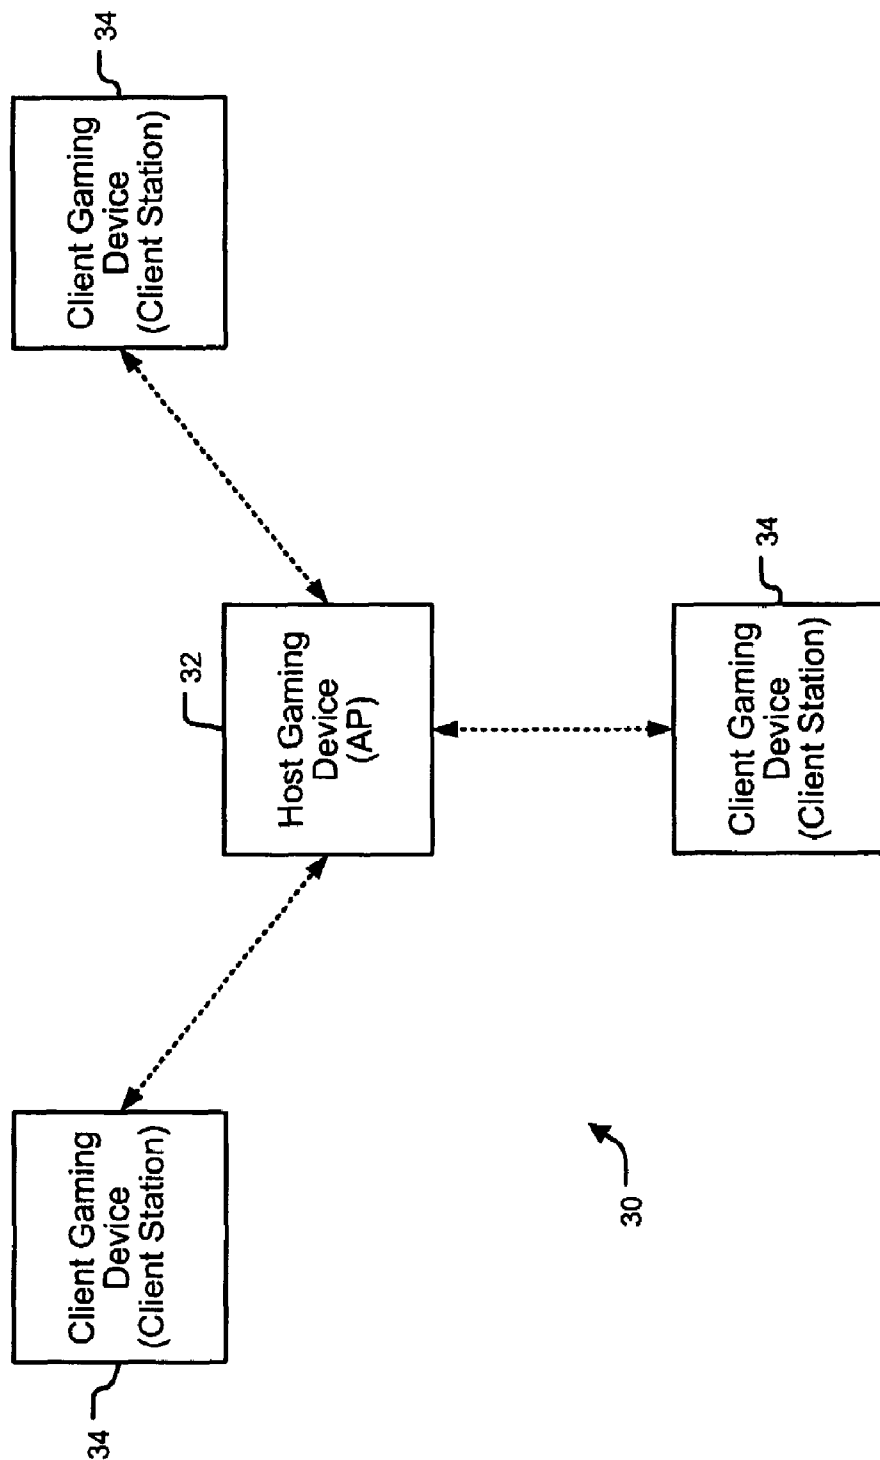 34
Client Gaming
Device
(Client Station)
32
Host Gaming
Device
(AP)
Client Gaming
Device
(Client Station)
34
30
Client Gaming
Device
(Client Station)
34